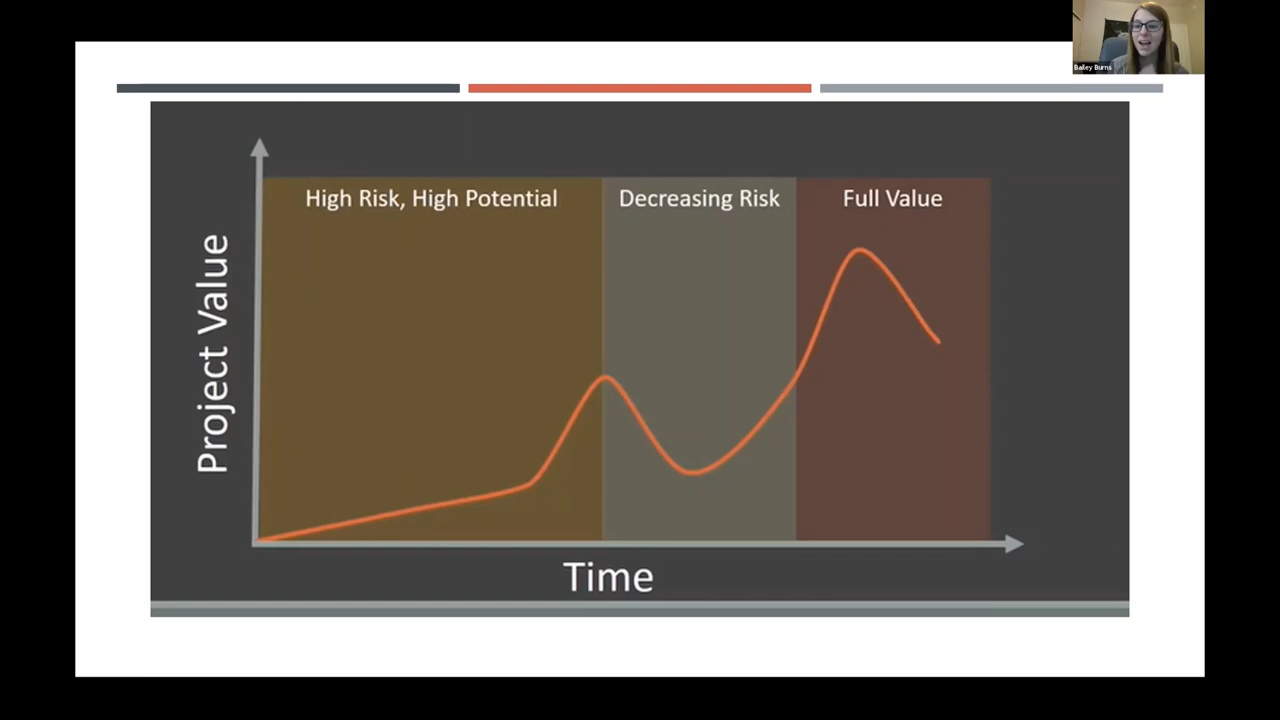 Bailey Burns
High Risk, High Potential
Decreasing Risk
Full Value
Project Value
Time